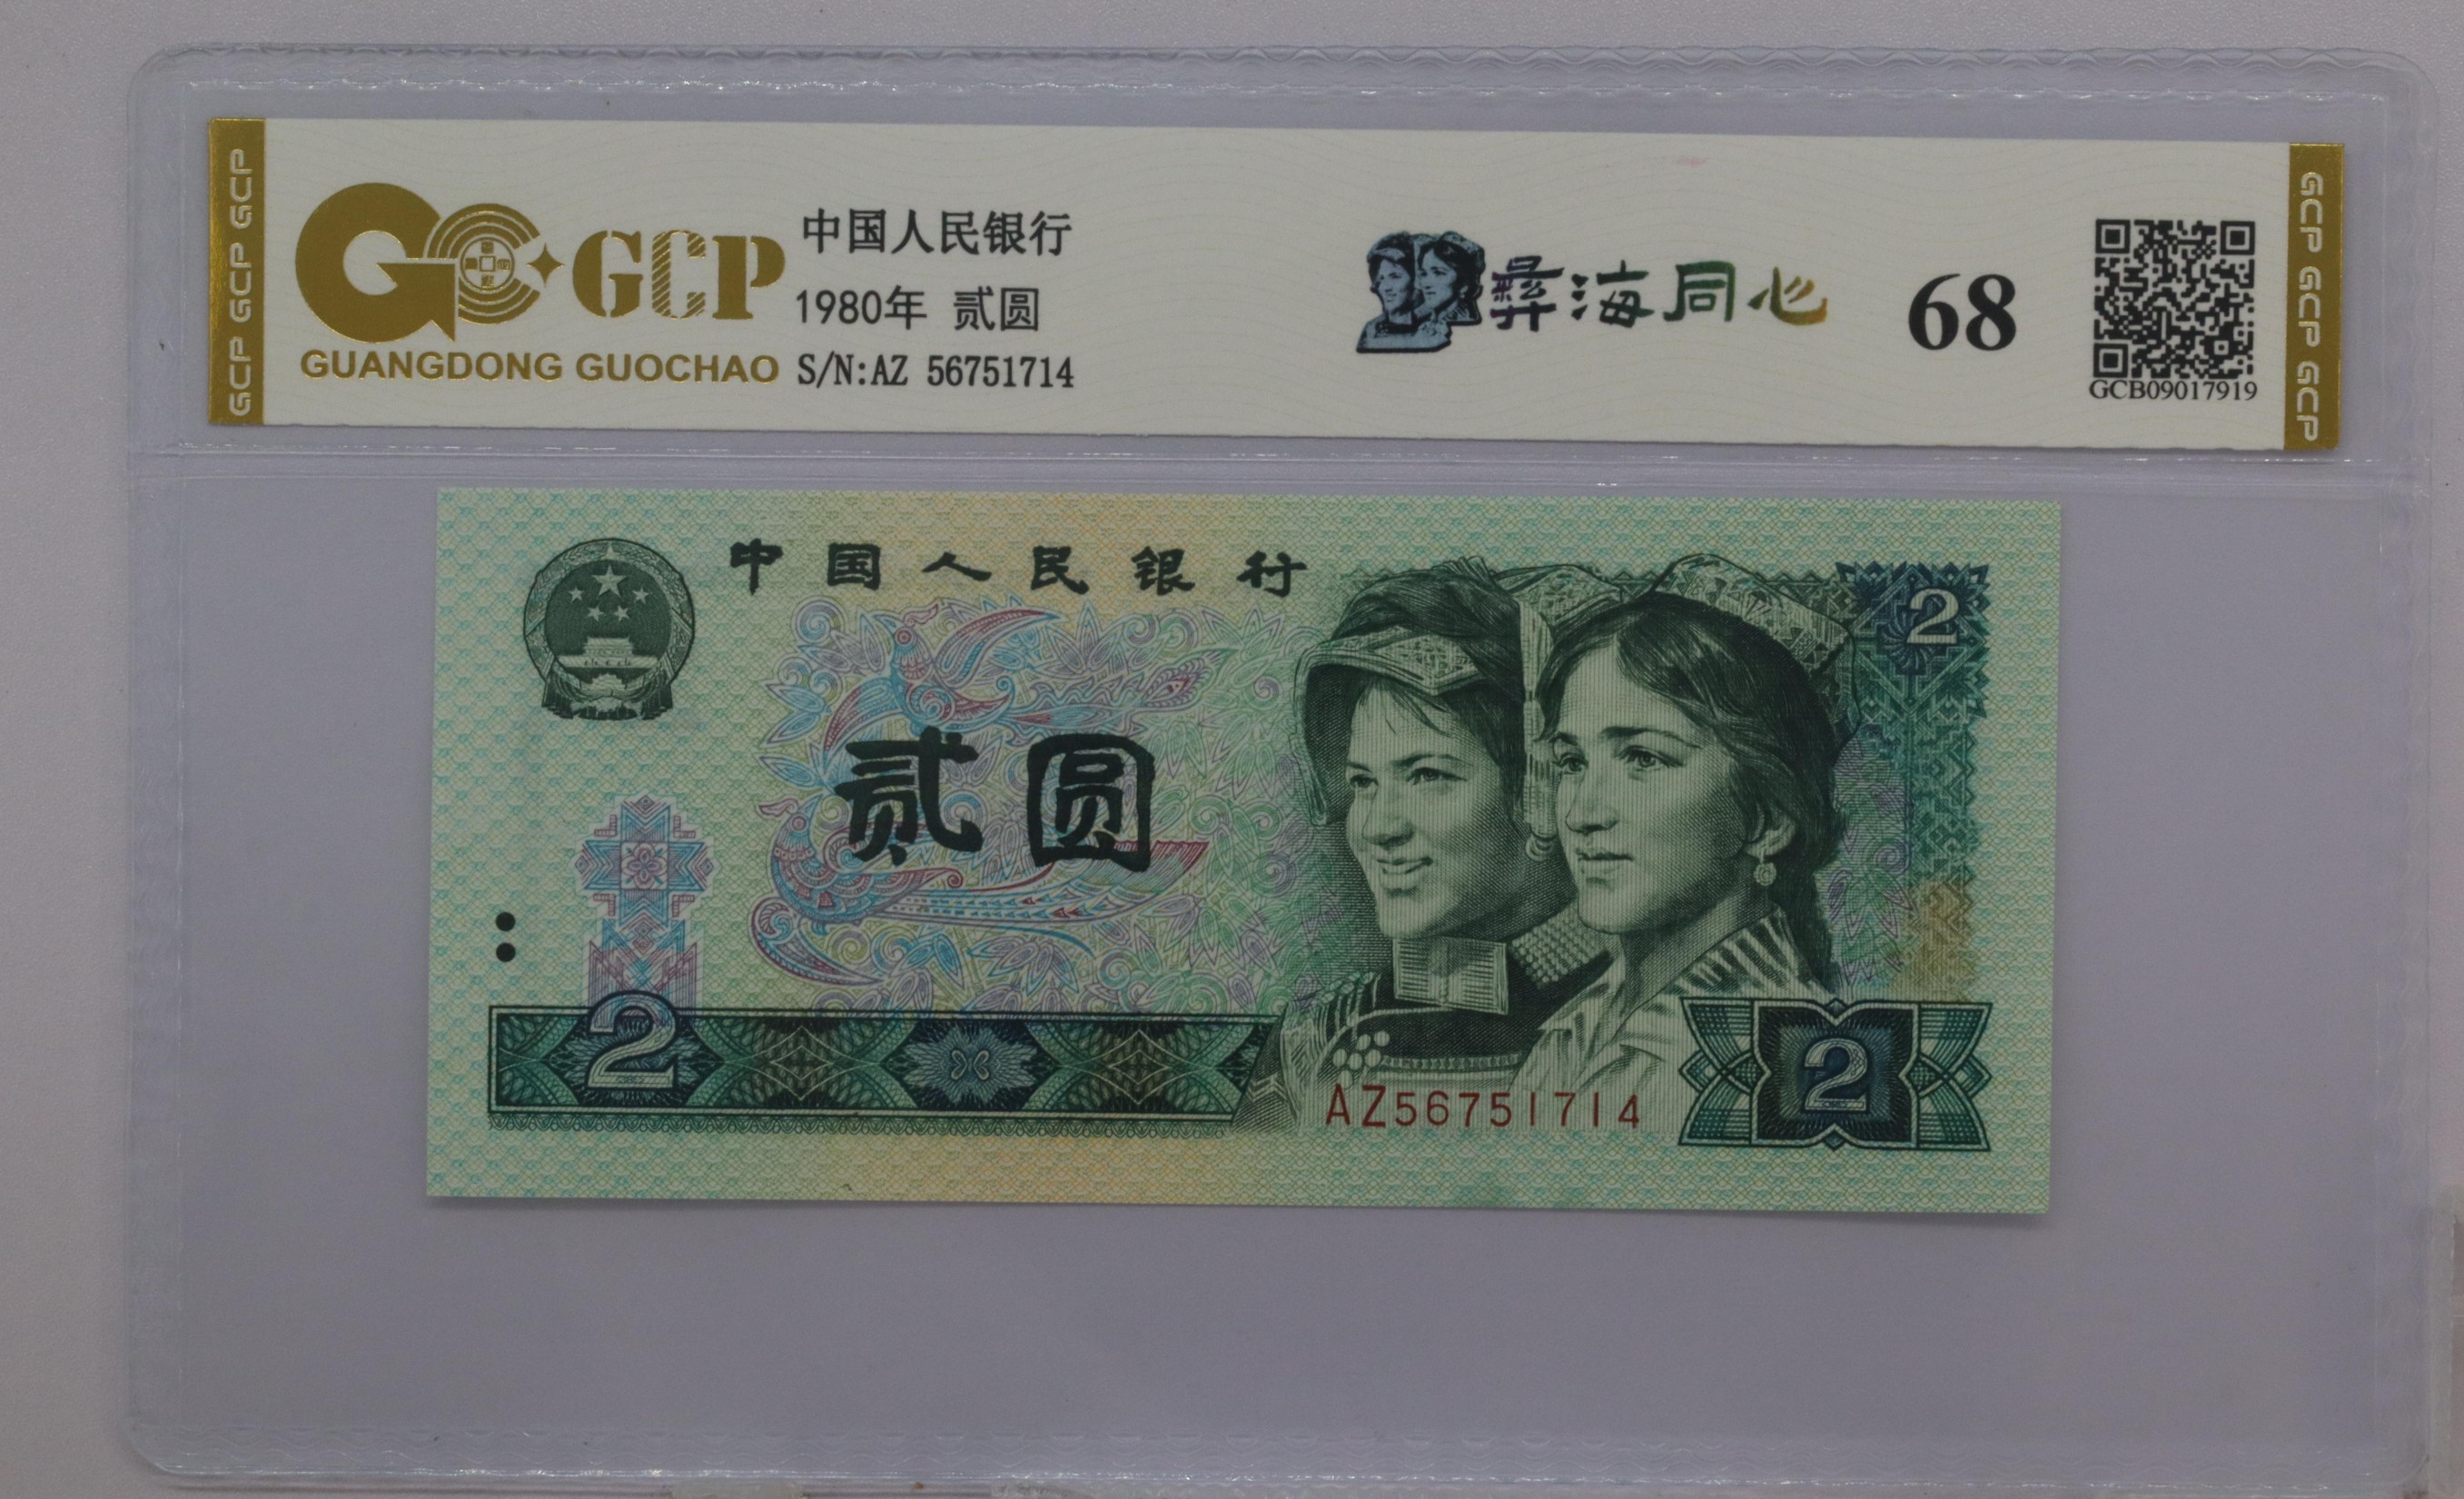 GCP GCP GCP
GCP
GUANGDONG GUOCHAO
中国人民银行
1980年 贰圆
S/N:AZ 56751714
彝海同心
68
GCB09017919
GCP GCP GCP
中国人民银行
2
贰圆
2
AZ56751714
2